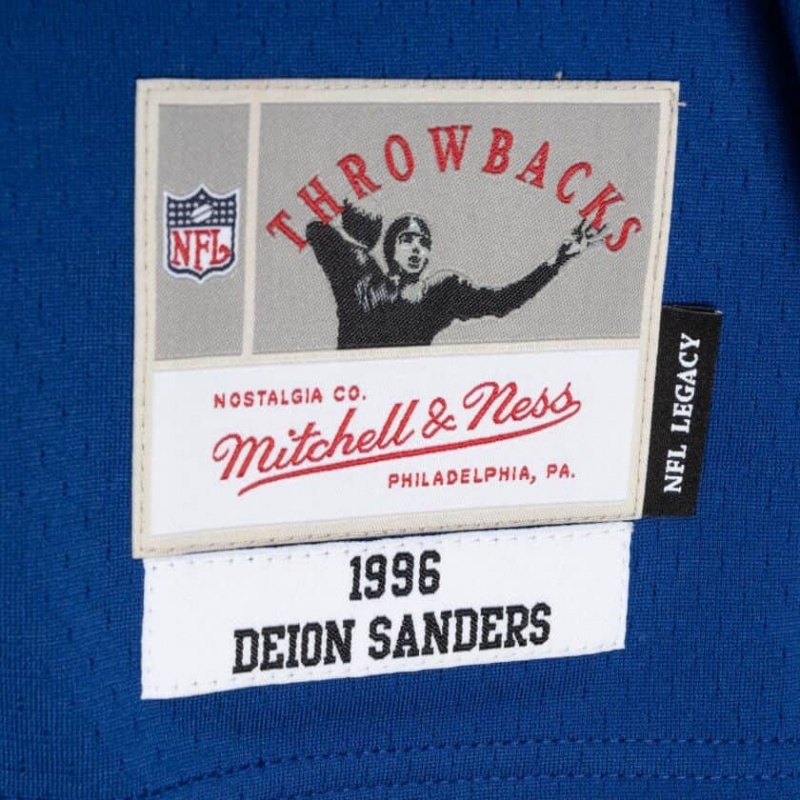 THROWBACKS
NFL
NOSTALGIA CO.
Mitchell & Ness
PHILADELPHIA, PA.
NFL LEGACY
1996
DEION SANDERS